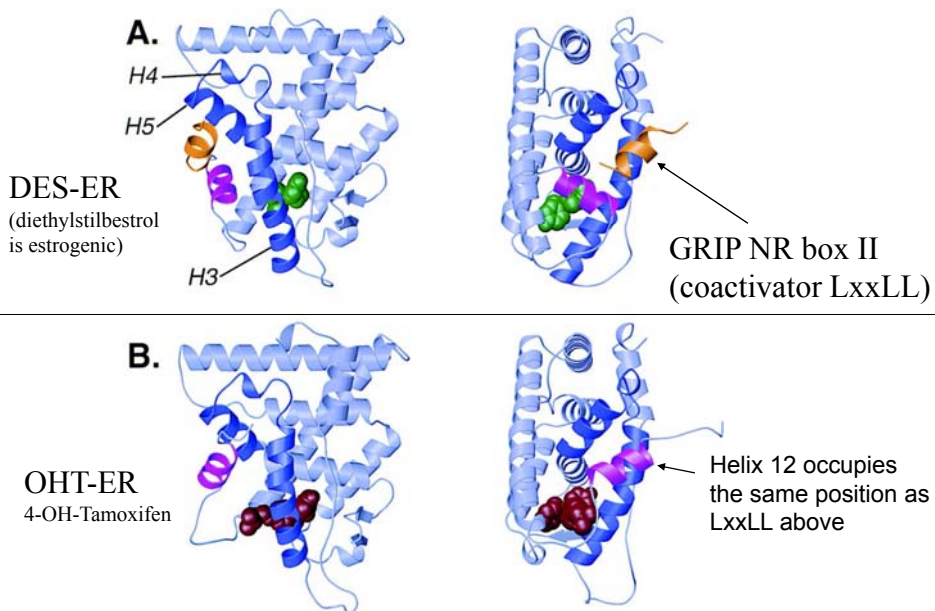 A.
H4
H5
DES-ER
(diethylstilbestrol
is estrogenic)
H3
GRIP NR box II
(coactivator LxxLL)
B.
OHT-ER
4-OH-Tamoxifen
Helix 12 occupies
the same position as
LxxLL above